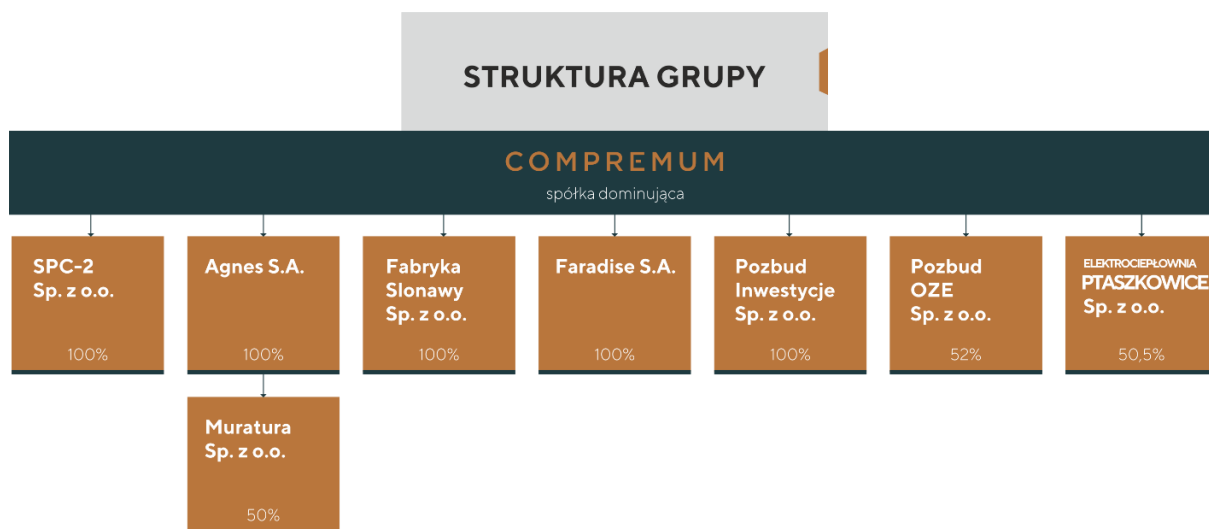 STRUKTURA GRUPY
COMPREMUM
spółka dominująca
SPC-2
Sp. z o.o.
100%
Agnes S.A.
100%
Fabryka
Slonawy
Sp. z o.o.
100%
Faradise S.A.
100%
Pozbud
Inwestycje
Sp. z o.o.
100%
Pozbud
OZE
Sp. z o.o.
52%
ELEKTROCIEPŁOWNIA
PTASZKOWICE
Sp. z o.o.
50,5%
Muratura
Sp. z o.o.
50%